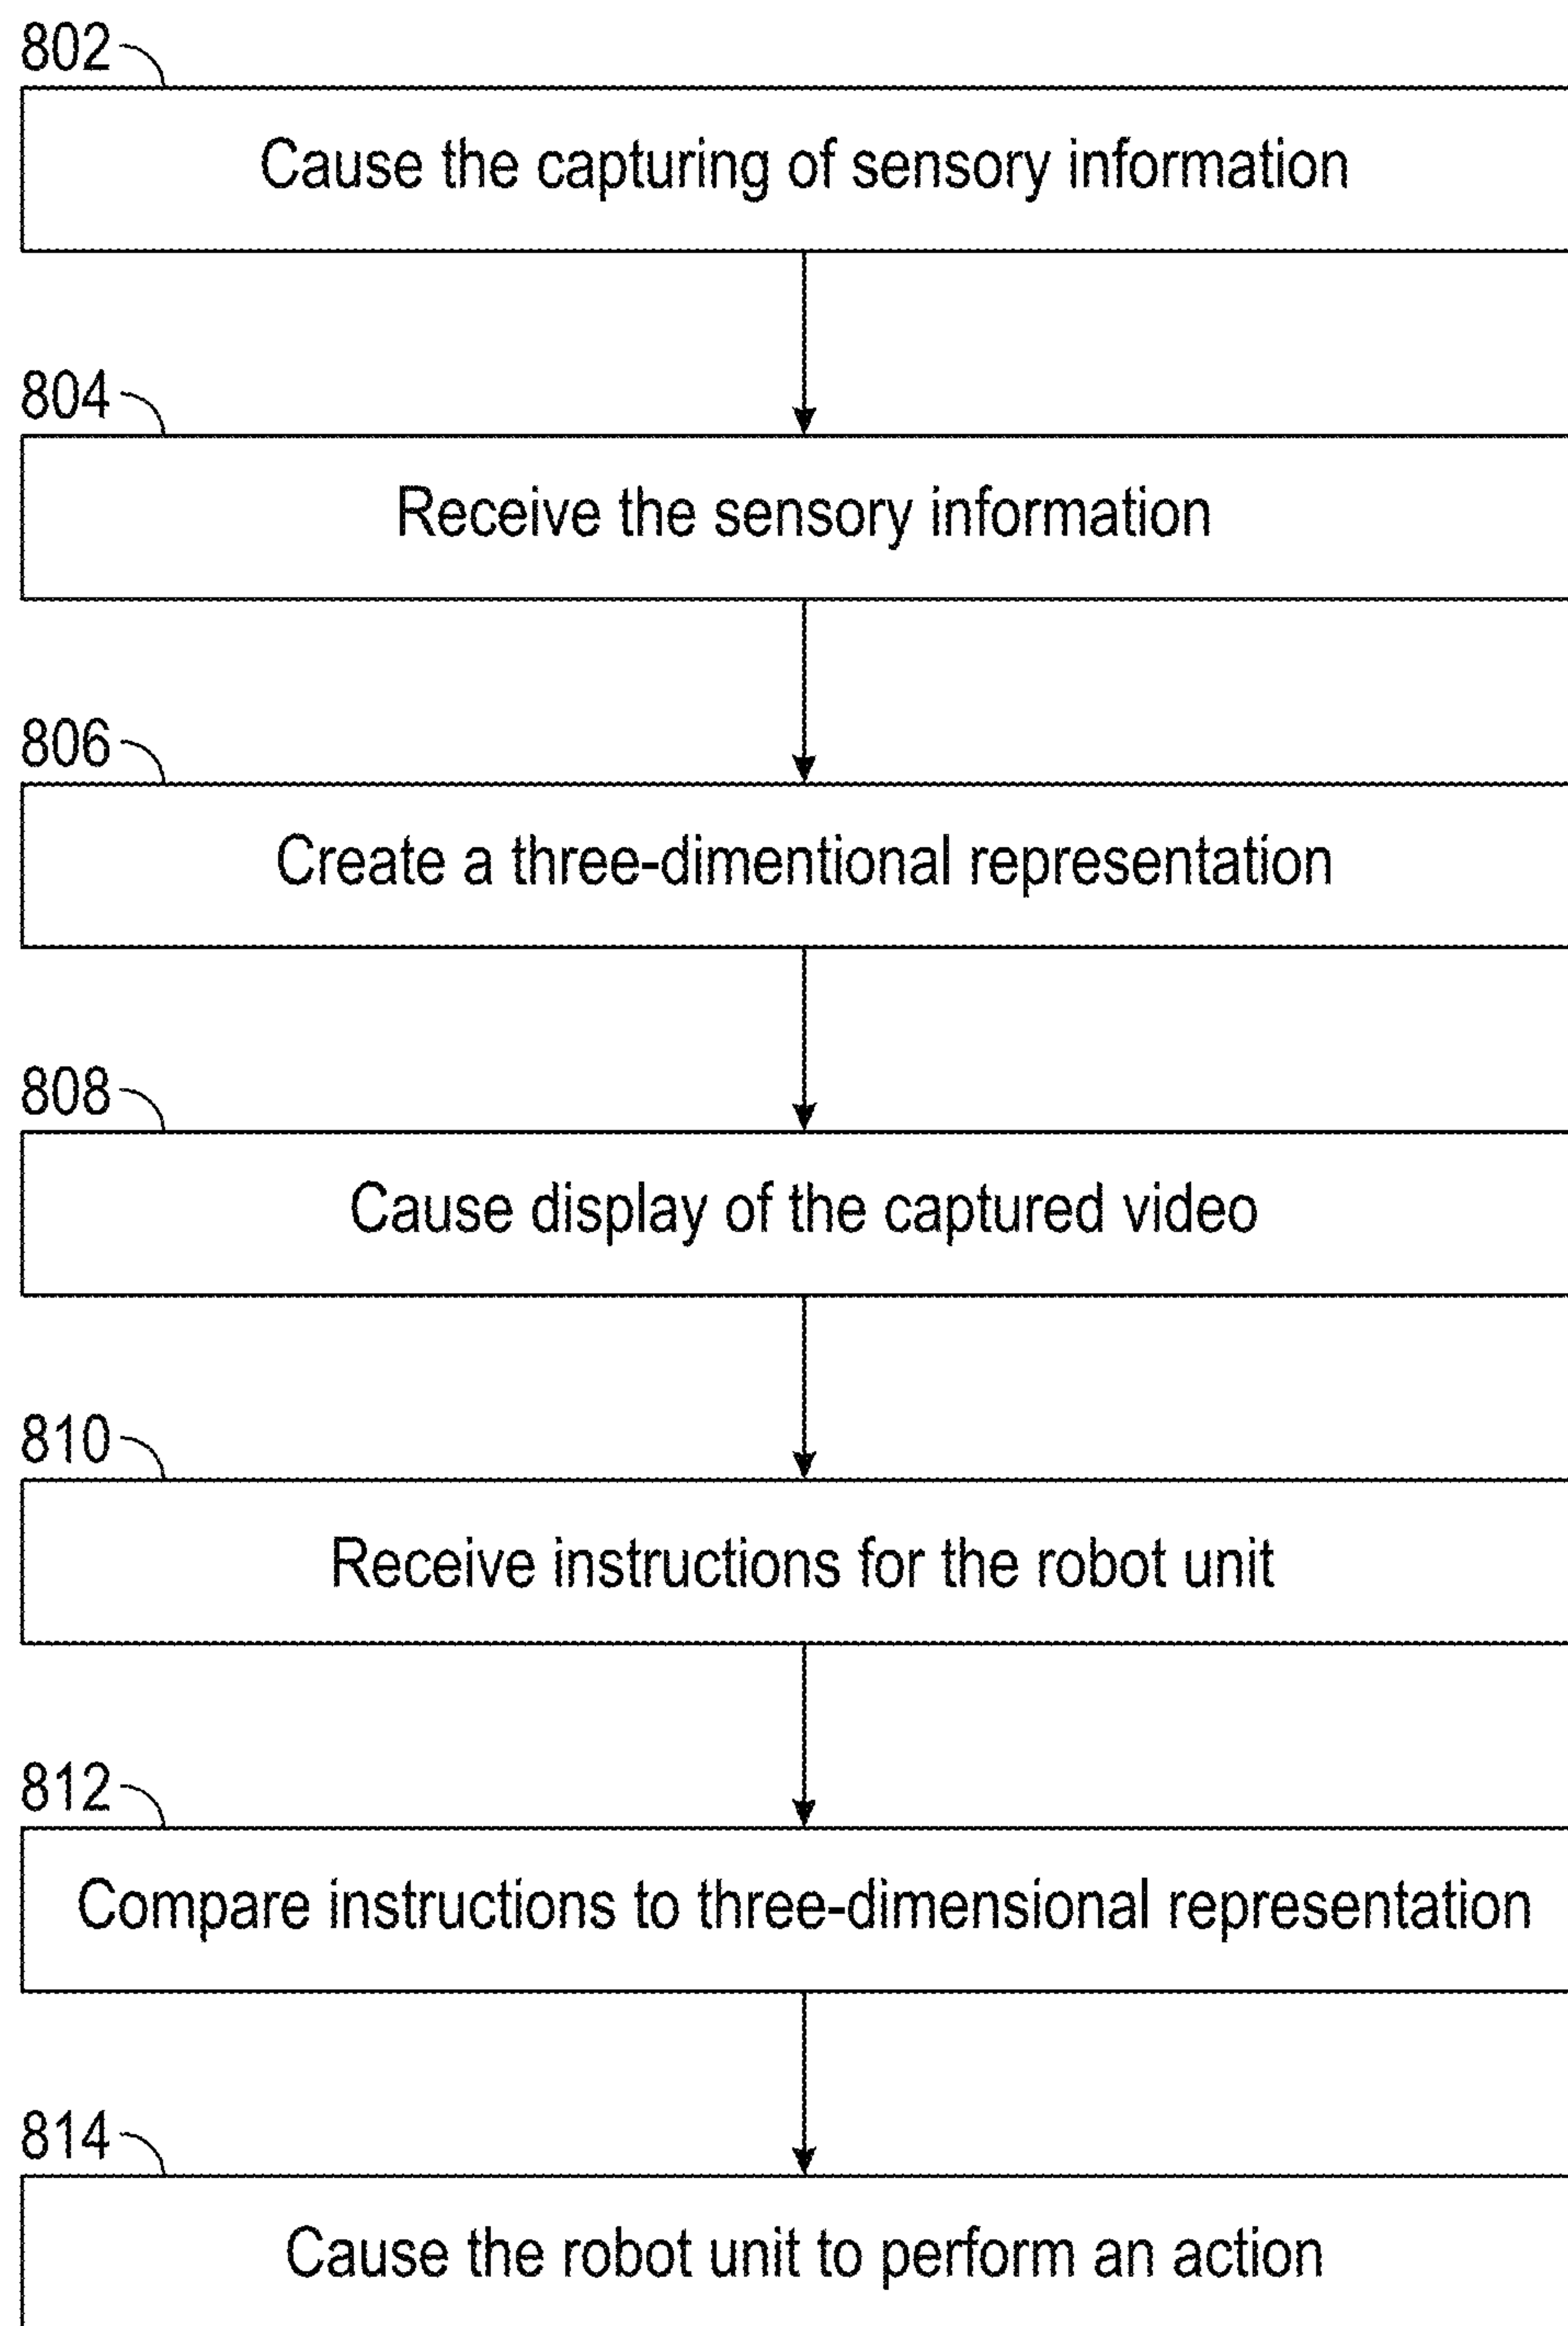 802
Cause the capturing of sensory information
804
Receive the sensory information
806
Create a three-dimentional representation
808
Cause display of the captured video
810
Receive instructions for the robot unit
812
Compare instructions to three-dimensional representation
814
Cause the robot unit to perform an action